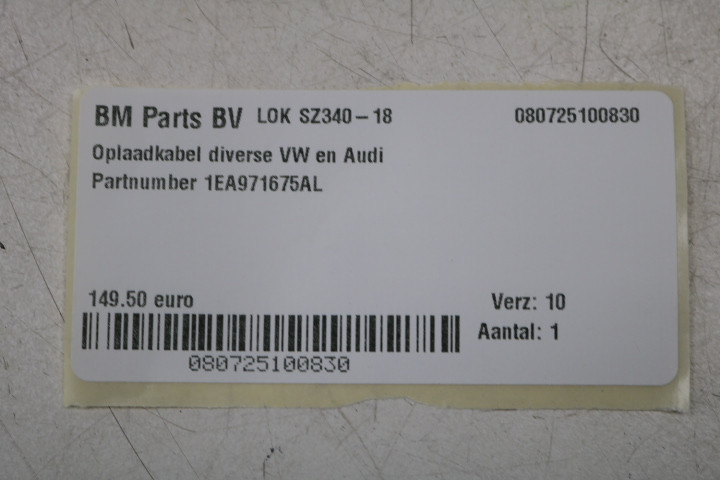 BM Parts BV LOK SZ340-18 080725100830
Oplaadkabel diverse VW en Audi
Partnumber 1EA971675AL
149.50 euro Verz: 10
Aantal: 1
080725100830